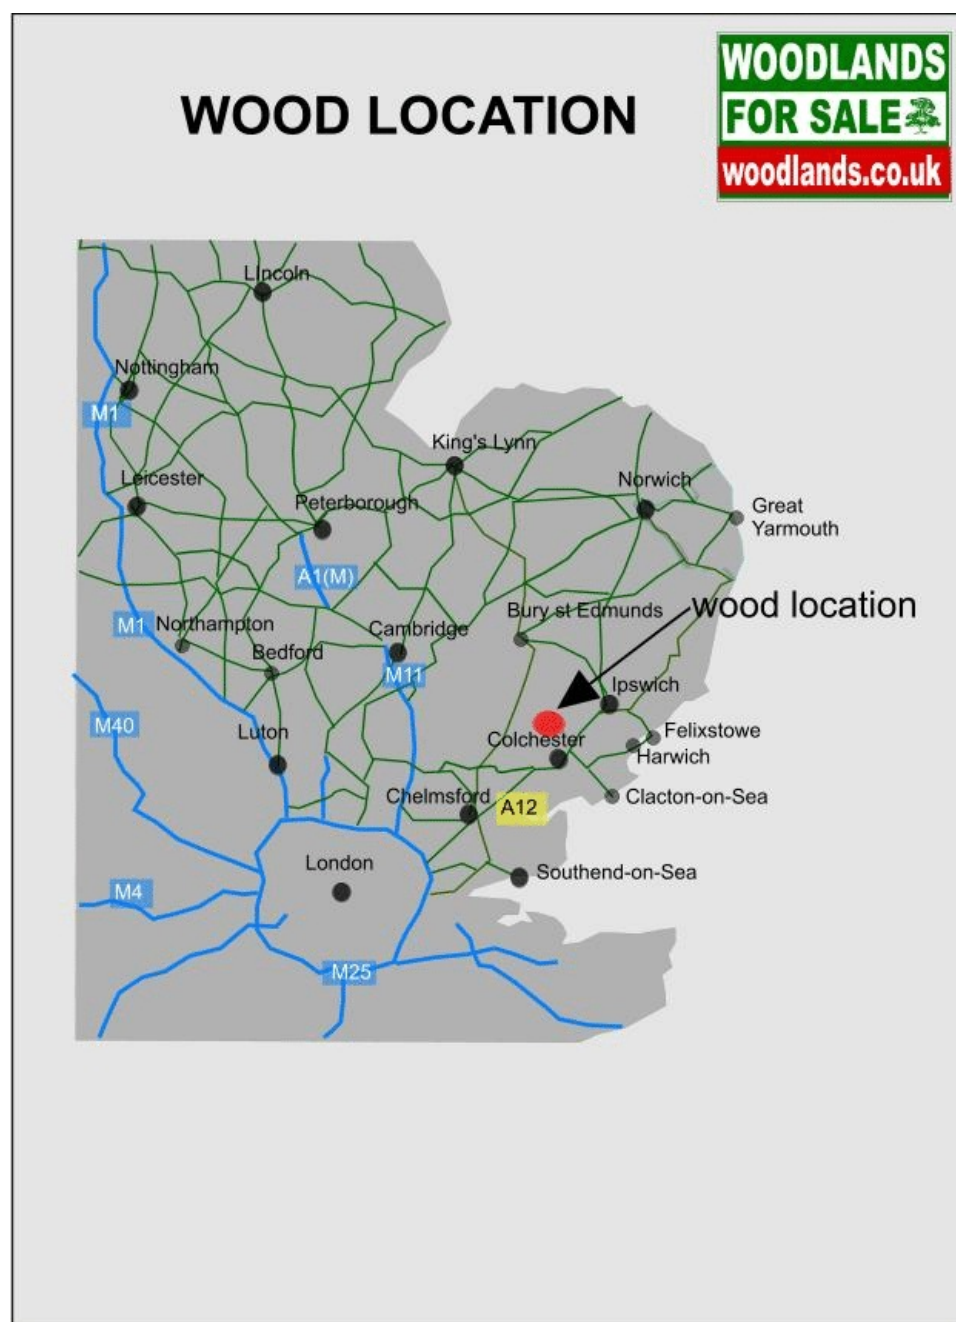 WOOD LOCATION
WOODLANDS
FOR SALE
woodlands.co.uk
LIncoln
Nottingham
M1
King's Lynn
Leicester
Peterborough
Norwich
Great
Yarmouth
A1(M)
wood location
Bury st Edmunds
M1
Northampton
Cambridge
Bedford
M11
Ipswich
M40
Luton
Felixstowe
Colchester
Harwich
Chelmsford
A12
Clacton-on-Sea
London
Southend-on-Sea
M4
M25